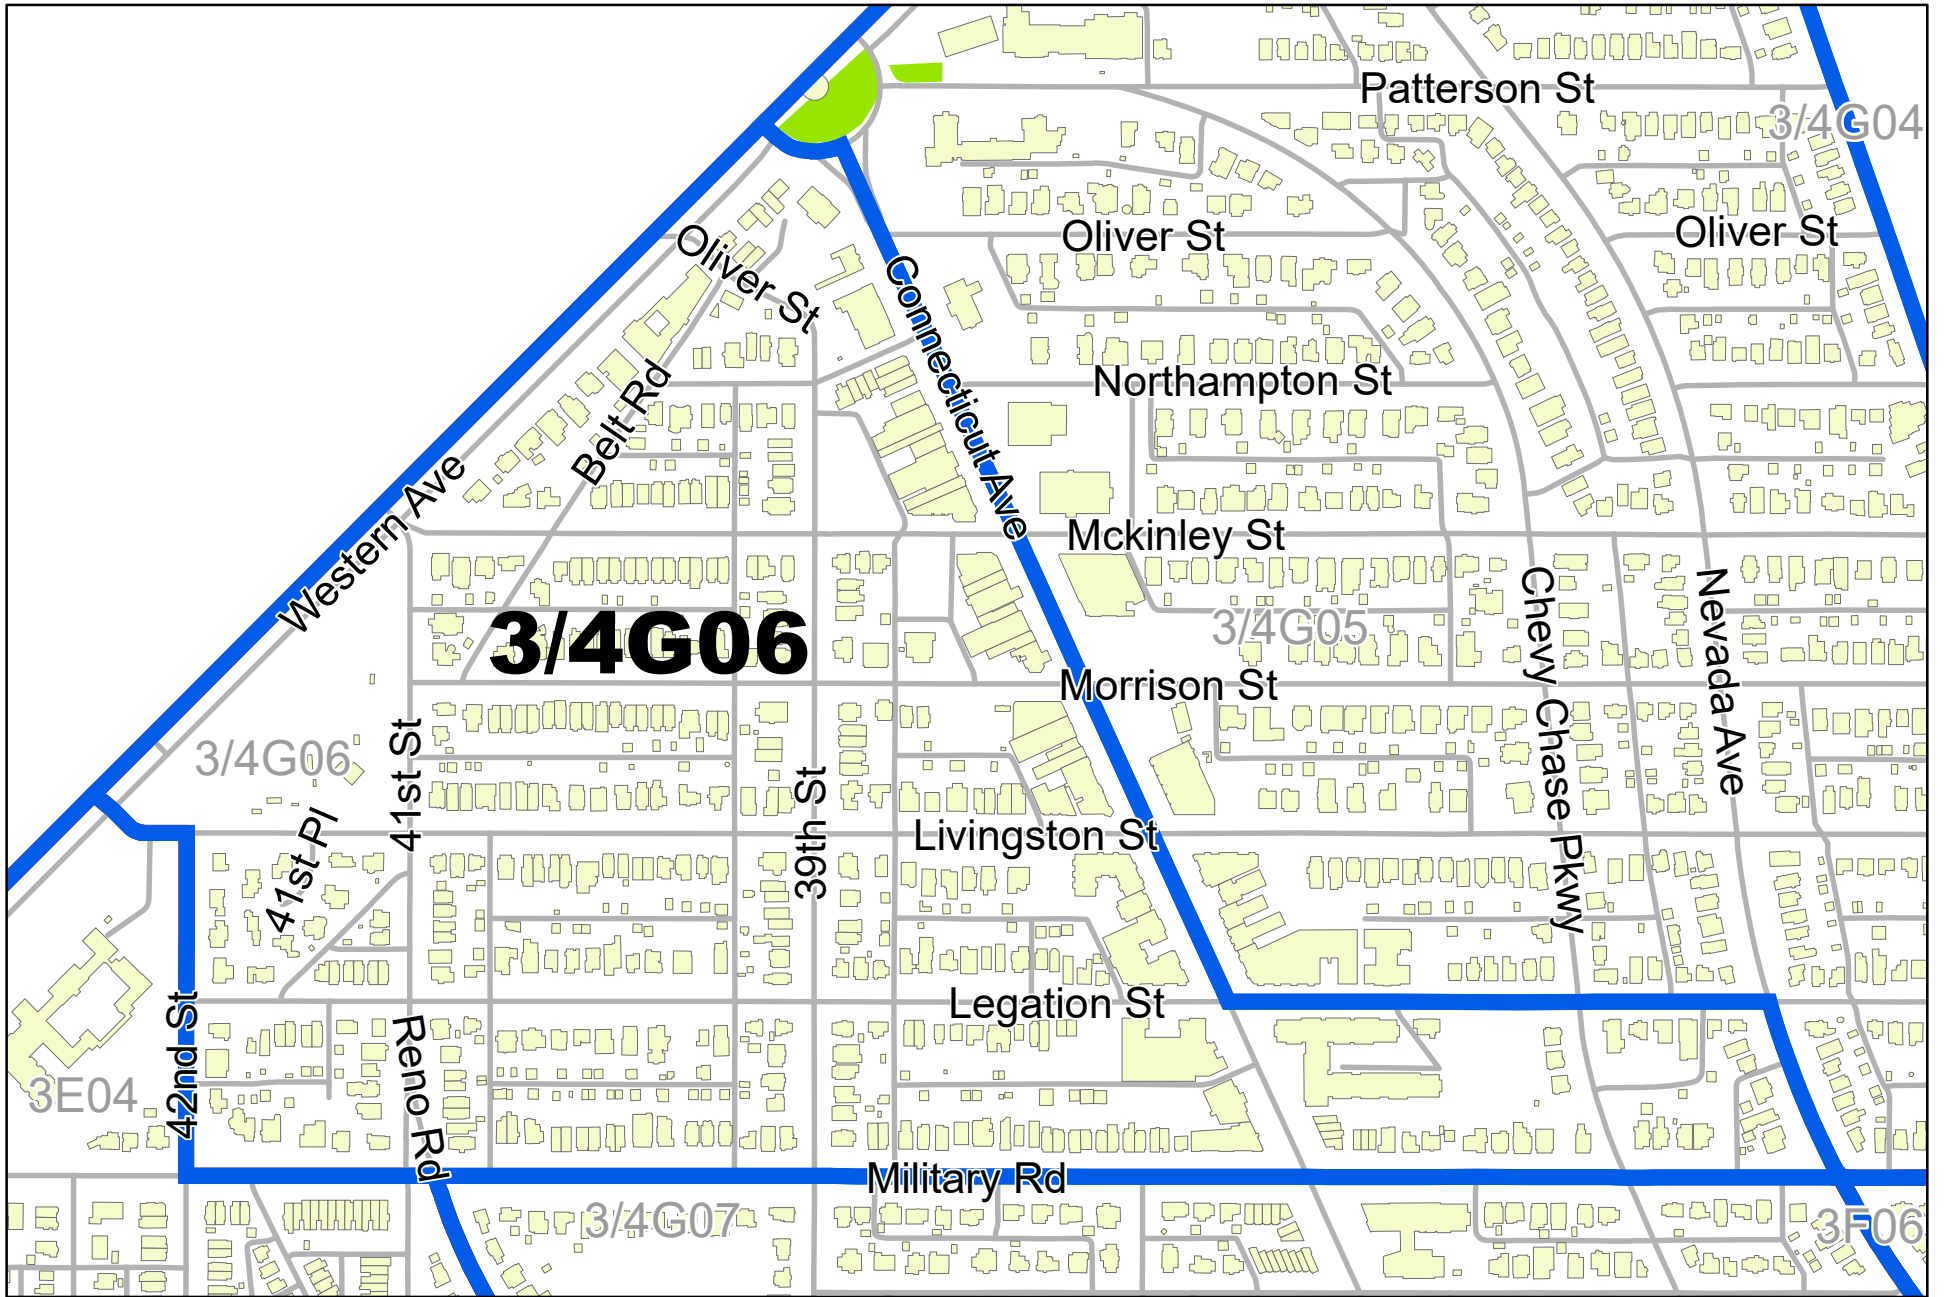 Patterson St
3/4G04
Oliver St
Oliver St
Oliver St
Connecticut Ave
Northampton St
Belt Rd
Western Ave
Mckinley St
3/4G06
3/4G05
Chevy Chase Pkwy
Nevada Ave
Morrison St
3/4G06
41st St
39th St
41st Pl
Livingston St
Legation St
42nd St
Reno Rd
3E04
Military Rd
3/4G07
3F06